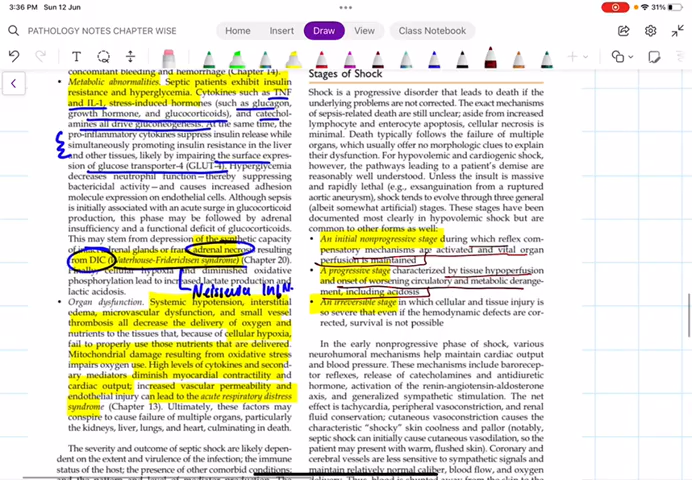 3:36 PM Sun 12 Jun
31%
PATHOLOGY NOTES CHAPTER WISE
Home
Insert
Draw
View
Class Notebook
concomitant bleeding and hemorrhage (Chapter 14).
• Metabolic abnormalities. Septic patients exhibit insulin
resistance and hyperglycemia. Cytokines such as TNF
and IL-1, stress-induced hormones (such as glucagon,
growth hormone, and glucocorticoids), and catechol-
amines all drive gluconeogenesis. At the same time, the
pro-inflammatory cytokines suppress insulin release while
simultaneously promoting insulin resistance in the liver
and other tissues, likely by impairing the surface expres-
sion of glucose transporter-4 (GLUT-4). Hyperglycemia
decreases neutrophil function—thereby suppressing
bactericidal activity—and causes increased adhesion
molecule expression on endothelial cells. Although sepsis
is initially associated with an acute surge in glucocorticoid
production, this phase may be followed by adrenal
insufficiency and a functional deficit of glucocorticoids.
This may stem from depression of the synthetic capacity
of intact adrenal glands or frank adrenal necrosis resulting
from DIC (Waterhouse-Friderichsen syndrome) (Chapter 20).
Finally, cellular hypoxia and diminished oxidative
phosphorylation lead to increased lactate production and
lactic acidosis.
Neisseria Infn
• Organ dysfunction. Systemic hypotension, interstitial
edema, microvascular dysfunction, and small vessel
thrombosis all decrease the delivery of oxygen and
nutrients to the tissues that, because of cellular hypoxia,
fail to properly use those nutrients that are delivered.
Mitochondrial damage resulting from oxidative stress
impairs oxygen use. High levels of cytokines and second-
ary mediators diminish myocardial contractility and
cardiac output; increased vascular permeability and
endothelial injury can lead to the acute respiratory distress
syndrome (Chapter 13). Ultimately, these factors may
conspire to cause failure of multiple organs, particularly
the kidneys, liver, lungs, and heart, culminating in death.
The severity and outcome of septic shock are likely depen-
dent on the extent and virulence of the infection; the immune
status of the host; the presence of other comorbid conditions;
Stages of Shock
Shock is a progressive disorder that leads to death if the
underlying problems are not corrected. The exact mechanisms
of sepsis-related death are still unclear; aside from increased
lymphocyte and enterocyte apoptosis, cellular necrosis is
minimal. Death typically follows the failure of multiple
organs, which usually offer no morphologic clues to explain
their dysfunction. For hypovolemic and cardiogenic shock,
however, the pathways leading to a patient's demise are
reasonably well understood. Unless the insult is massive
and rapidly lethal (e.g., exsanguination from a ruptured
aortic aneurysm), shock tends to evolve through three general
(albeit somewhat artificial) stages. These stages have been
documented most clearly in hypovolemic shock but are
common to other forms as well:
• An initial nonprogressive stage during which reflex com-
pensatory mechanisms are activated and vital organ
perfusion is maintained
• A progressive stage characterized by tissue hypoperfusion
and onset of worsening circulatory and metabolic derange-
ment, including acidosis
• An irreversible stage in which cellular and tissue injury is
so severe that even if the hemodynamic defects are cor-
rected, survival is not possible
In the early nonprogressive phase of shock, various
neurohumoral mechanisms help maintain cardiac output
and blood pressure. These mechanisms include barorecep-
tor reflexes, release of catecholamines and antidiuretic
hormone, activation of the renin-angiotensin-aldosterone
axis, and generalized sympathetic stimulation. The net
effect is tachycardia, peripheral vasoconstriction, and renal
fluid conservation; cutaneous vasoconstriction causes the
characteristic "shocky" skin coolness and pallor (notably,
septic shock can initially cause cutaneous vasodilation, so the
patient may present with warm, flushed skin). Coronary and
cerebral vessels are less sensitive to sympathetic signals and
maintain relatively normal caliber, blood flow, and oxygen